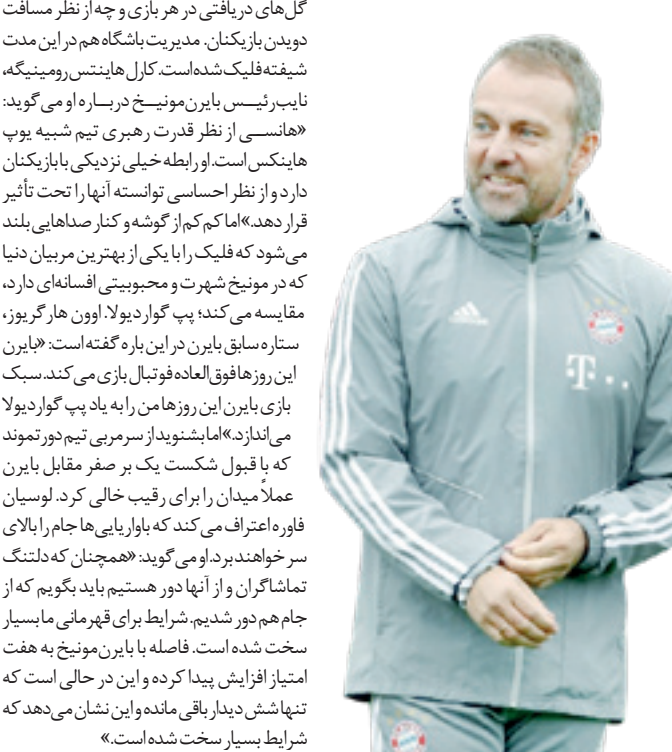 گل‌های دریافتی در هر بازی و چه از نظر مسافت
دویدن بازیکنان. مدیریت باشگاه هم در این مدت
شیفته فلیک شده‌است. کارل هاینتس رومینیگه،
نایب‌رئیس بایرن‌مونیخ درباره او می‌گوید:
«هانسی از نظر قدرت رهبری تیم شبیه یوپ
هاینکس است. او رابطه خیلی نزدیکی با بازیکنان
دارد و از نظر احساسی توانسته آنها را تحت تأثیر
قرار دهد.» اما کم کم از گوشه و کنار صداهایی بلند
می‌شود که فلیک را با یکی از بهترین مربیان دنیا
که در مونیخ شهرت و محبوبیتی افسانه‌ای دارد،
مقایسه می‌کند؛ پپ گواردیولا. اوون هارگریوز،
ستاره سابق بایرن در این باره گفته است: «بایرن
این روزها فوق‌العاده فوتبال بازی می‌کند. سبک
بازی بایرن این روزها من را به یاد پپ گواردیولا
می‌اندازد.» اما بشنوید از سرمربی تیم دورتموند
که با قبول شکست یک بر صفر مقابل بایرن
عملاً میدان را برای رقیب خالی کرد. لوسیان
فاوره اعتراف می‌کند که باواریایی‌ها جام را بالای
سر خواهند برد. او می‌گوید: «همچنان که دلتنگ
تماشاگران و از آنها دور هستیم باید بگویم که از
جام هم دور شدیم. شرایط برای قهرمانی ما بسیار
سخت شده است. فاصله با بایرن‌مونیخ به هفت
امتیاز افزایش پیدا کرده و این در حالی است که
تنها شش دیدار باقی مانده و این نشان می‌دهد که
شرایط بسیار سخت شده است.»
adidas
T